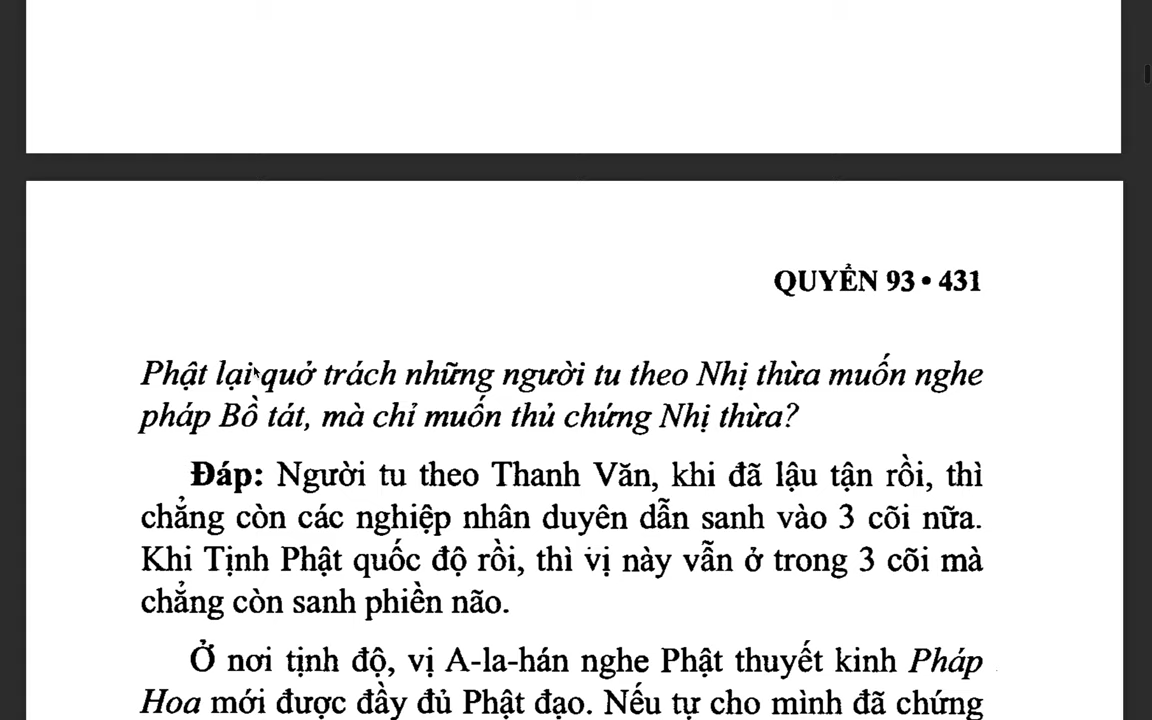 QUYỂN 93 • 431
Phật lại quở trách những người tu theo Nhị thừa muốn nghe
pháp Bồ tát, mà chỉ muốn thủ chứng Nhị thừa?
Đáp: Người tu theo Thanh Văn, khi đã lậu tận rồi, thì
chẳng còn các nghiệp nhân duyên dẫn sanh vào 3 cõi nữa.
Khi Tịnh Phật quốc độ rồi, thì vị này vẫn ở trong 3 cõi mà
chẳng còn sanh phiền não.
Ở nơi tịnh độ, vị A-la-hán nghe Phật thuyết kinh Pháp
Hoa mới được đầy đủ Phật đạo. Nếu tự cho mình đã chứng